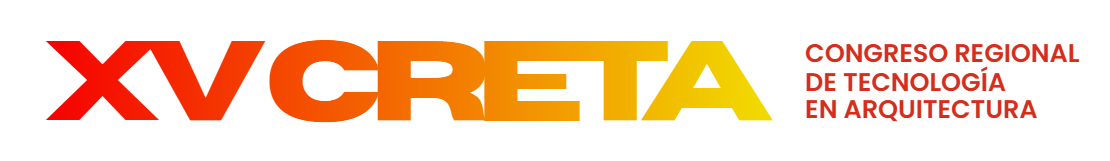 XV CRETA
CONGRESO REGIONAL
DE TECNOLOGÍA
EN ARQUITECTURA